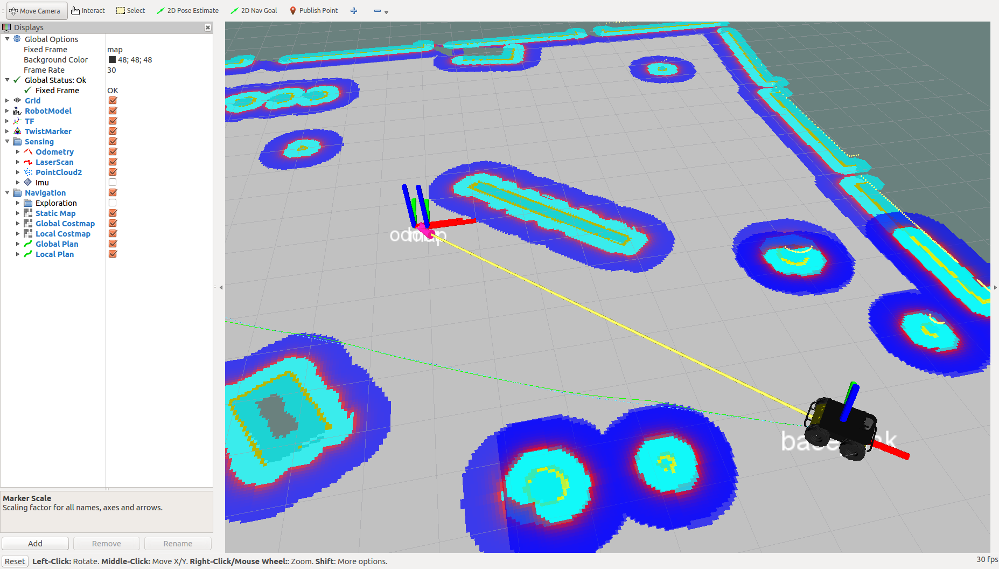 Move Camera Interact Select 2D Pose Estimate 2D Nav Goal Publish Point
Displays
Global Options
Fixed Frame map
Background Color 48; 48; 48
Frame Rate 30
Global Status: Ok
Fixed Frame OK
Grid
RobotModel
TF
TwistMarker
Sensing
Odometry
LaserScan
PointCloud2
Imu
Navigation
Exploration
Static Map
Global Costmap
Local Costmap
Global Plan
Local Plan
Marker Scale
Scaling factor for all names, axes and arrows.
Add Remove Rename
Reset Left-Click: Rotate. Middle-Click: Move X/Y. Right-Click/Mouse Wheel:: Zoom. Shift: More options. 30 fps